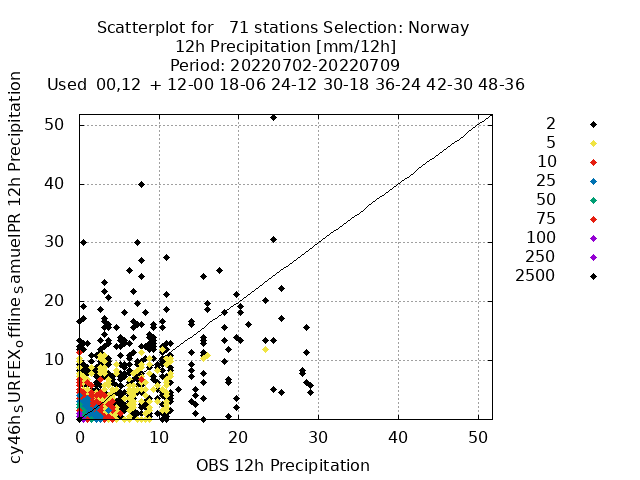 Scatterplot for   71 stations Selection: Norway
12h Precipitation [mm/12h]
Period: 20220702-20220709
Used  00,12  + 12-00 18-06 24-12 30-18 36-24 42-30 48-36
cy46h_SURFEX_offline_samuelPR 12h Precipitation
50
40
30
20
10
0
0 10 20 30 40 50
OBS 12h Precipitation
2
5
10
25
50
75
100
250
2500